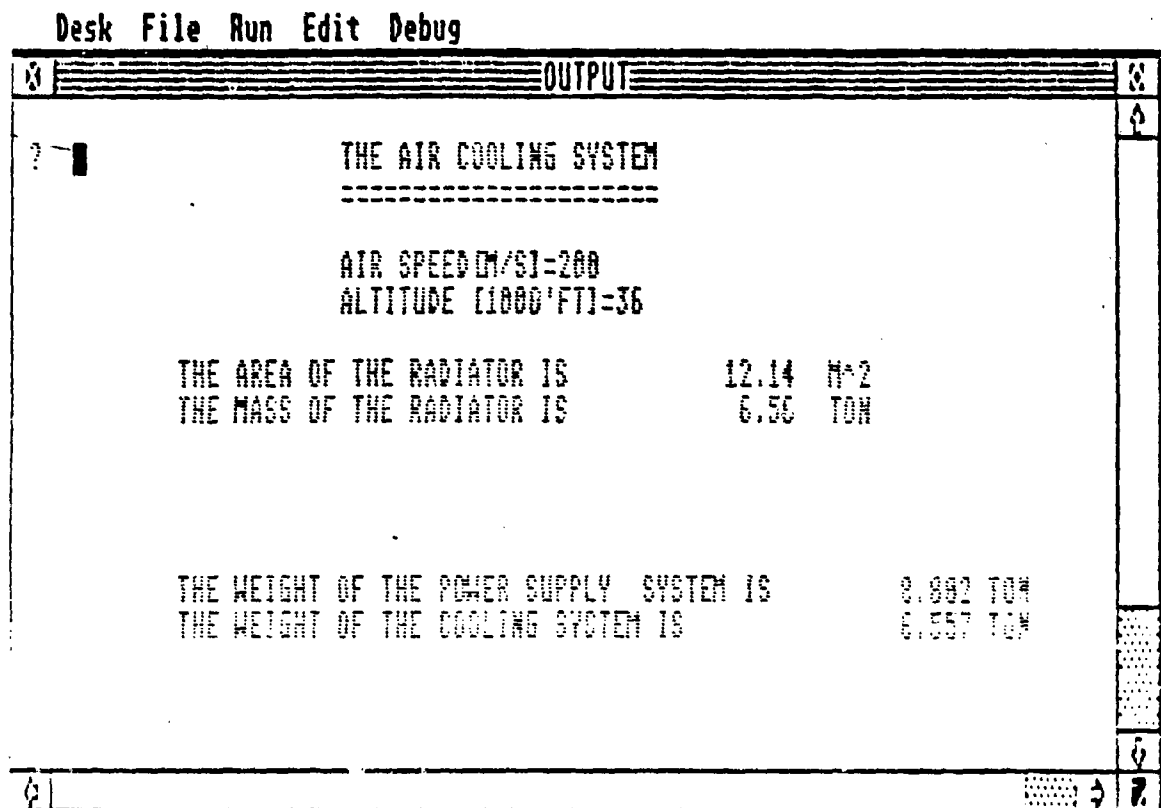 Desk File Run Edit Debug
OUTPUT
? THE AIR COOLING SYSTEM
----------------------
AIR SPEED[M/S]=200
ALTITUDE [1000'FT]=36
THE AREA OF THE RADIATOR IS 12.14 M^2
THE MASS OF THE RADIATOR IS 6.56 TON
THE WEIGHT OF THE POWER SUPPLY SYSTEM IS TON
THE WEIGHT OF THE COOLING SYSTEM IS 6.557 TON